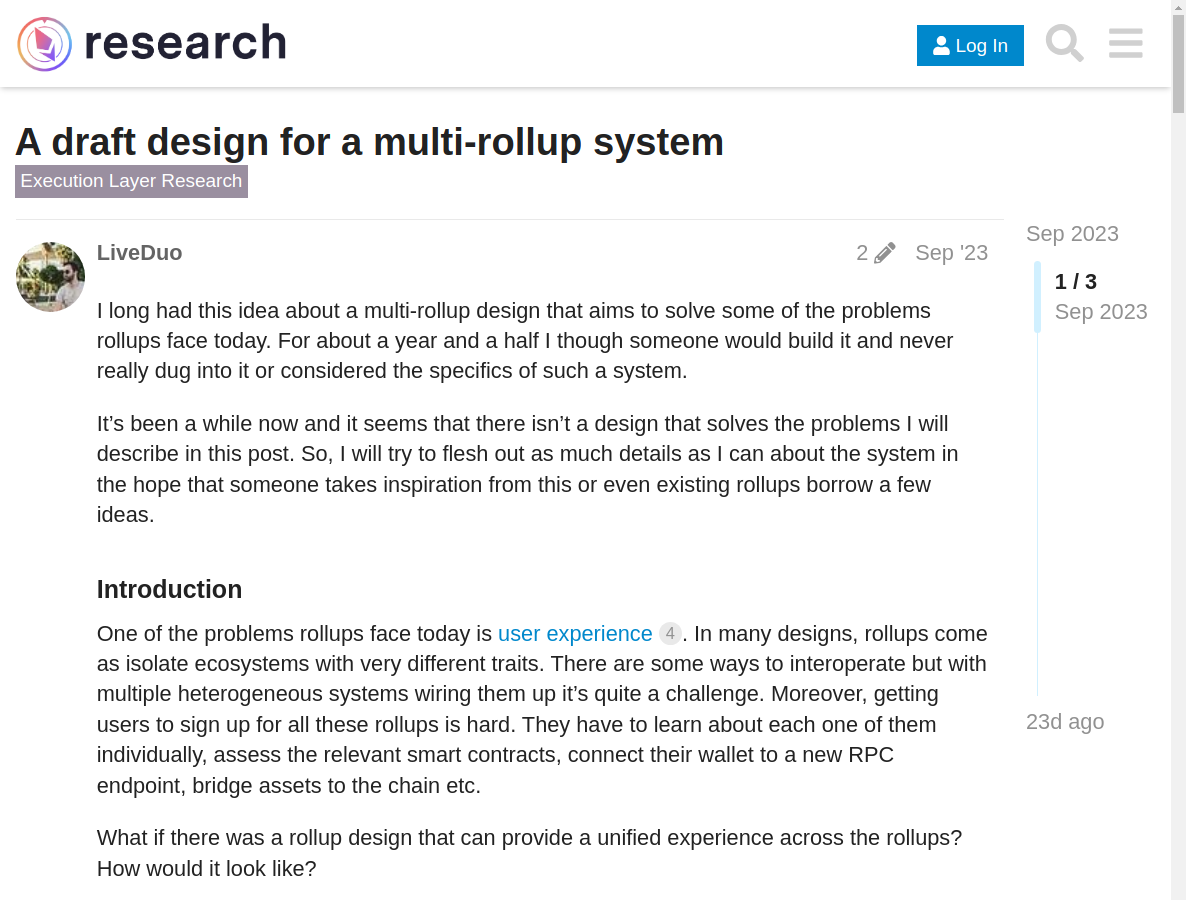 research
Log In
A draft design for a multi-rollup system
Execution Layer Research
LiveDuo
2
Sep '23
I long had this idea about a multi-rollup design that aims to solve some of the problems
rollups face today. For about a year and a half I though someone would build it and never
really dug into it or considered the specifics of such a system.
It’s been a while now and it seems that there isn’t a design that solves the problems I will
describe in this post. So, I will try to flesh out as much details as I can about the system in
the hope that someone takes inspiration from this or even existing rollups borrow a few
ideas.
Introduction
One of the problems rollups face today is user experience 4. In many designs, rollups come
as isolate ecosystems with very different traits. There are some ways to interoperate but with
multiple heterogeneous systems wiring them up it’s quite a challenge. Moreover, getting
users to sign up for all these rollups is hard. They have to learn about each one of them
individually, assess the relevant smart contracts, connect their wallet to a new RPC
endpoint, bridge assets to the chain etc.
What if there was a rollup design that can provide a unified experience across the rollups?
How would it look like?
Sep 2023
1 / 3
Sep 2023
23d ago